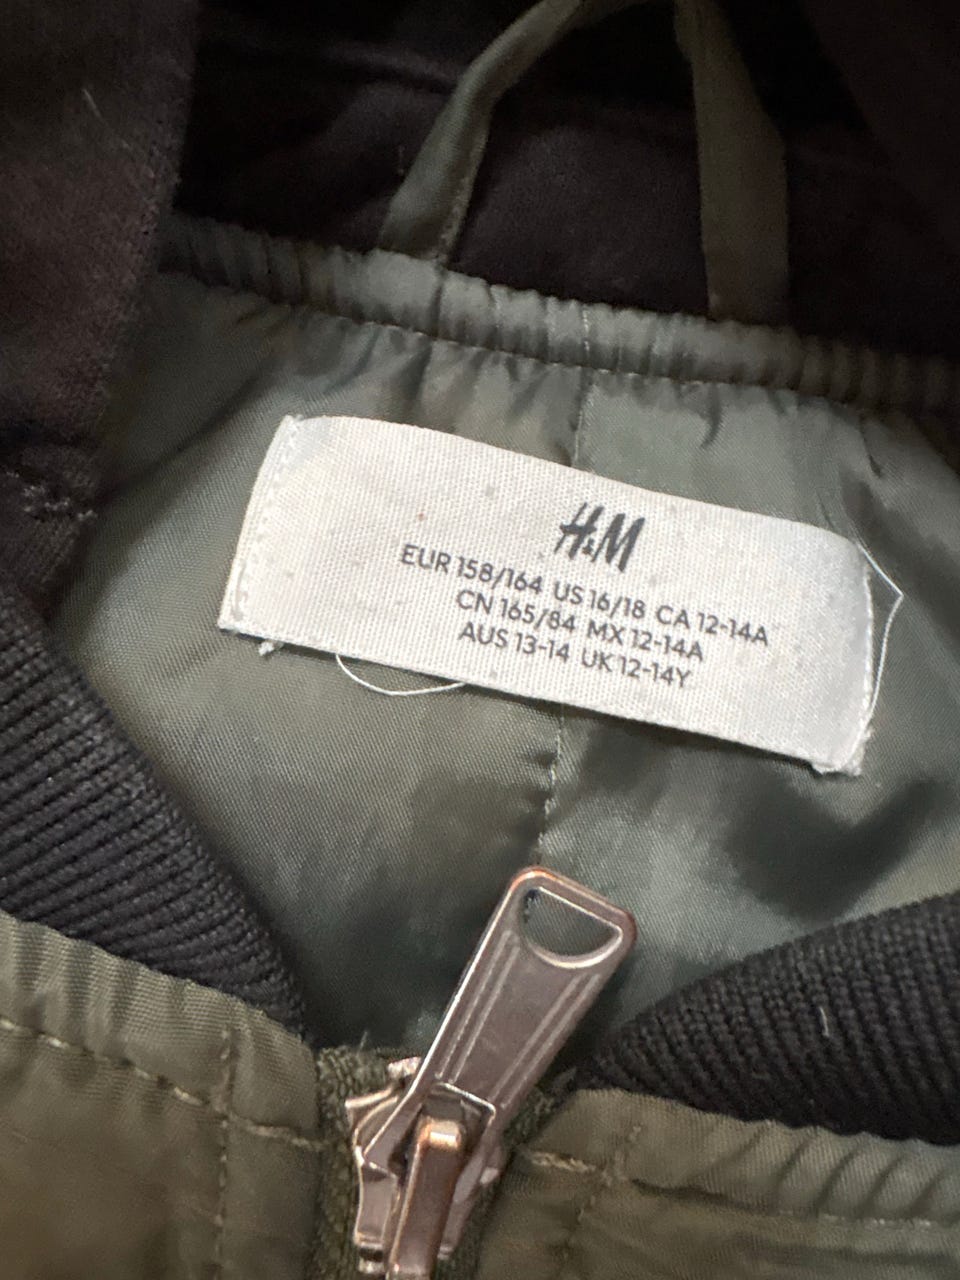 H&M
EUR 158/164 US 16/18 CA 12-14A
CN 165/84 MX 12-14A
AUS 13-14 UK 12-14Y